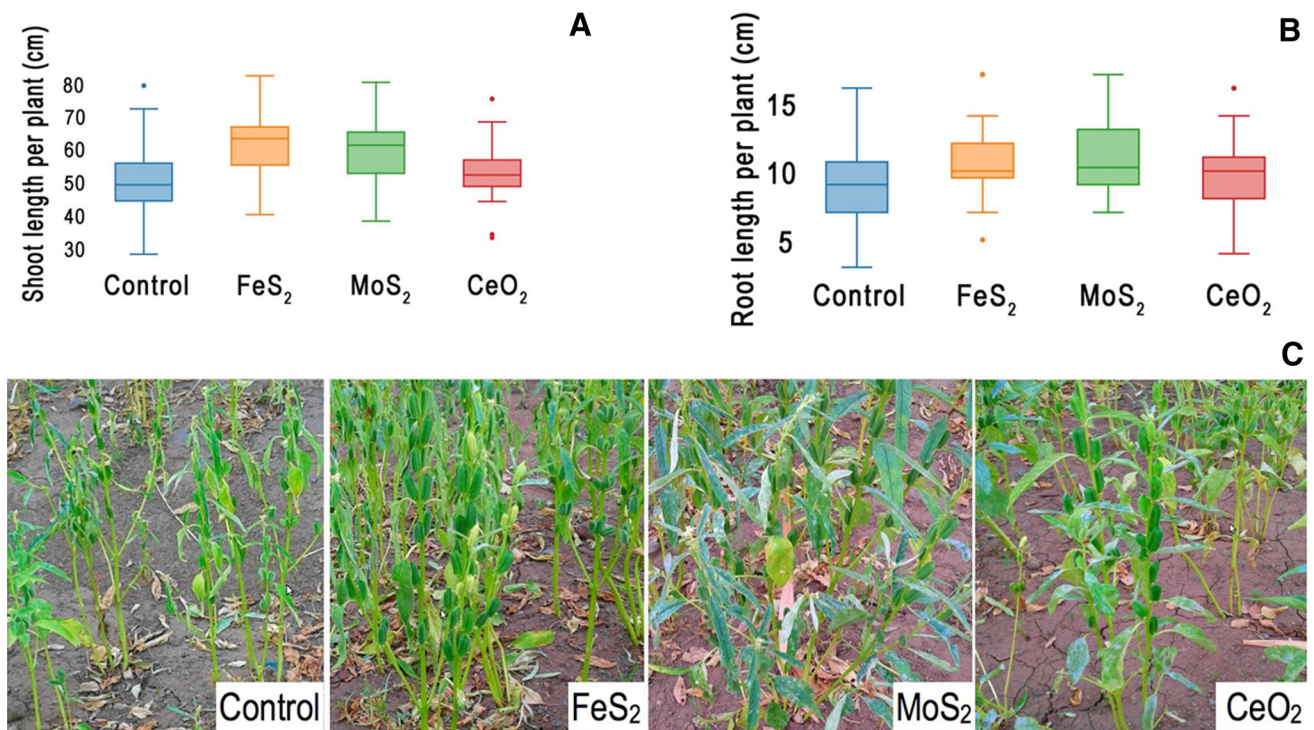 A
Shoot length per plant (cm)
80
70
60
50
40
30
Control FeS₂ MoS₂ CeO₂
B
Root length per plant (cm)
15
10
5
Control FeS₂ MoS₂ CeO₂
C
Control FeS₂ MoS₂ CeO₂